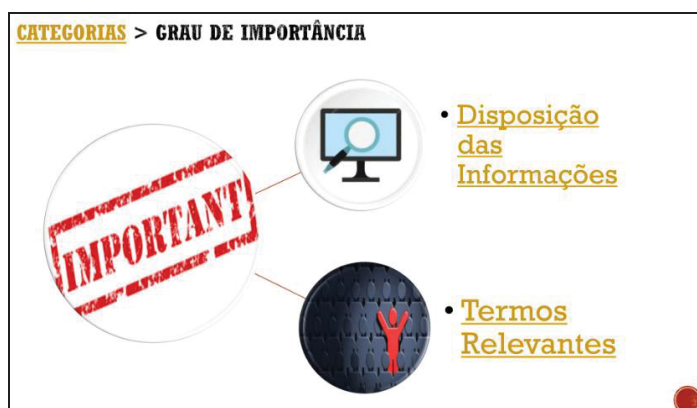 CATEGORIAS > GRAU DE IMPORTÂNCIA
• Disposição
das
Informações
IMPORTANT
• Termos
Relevantes